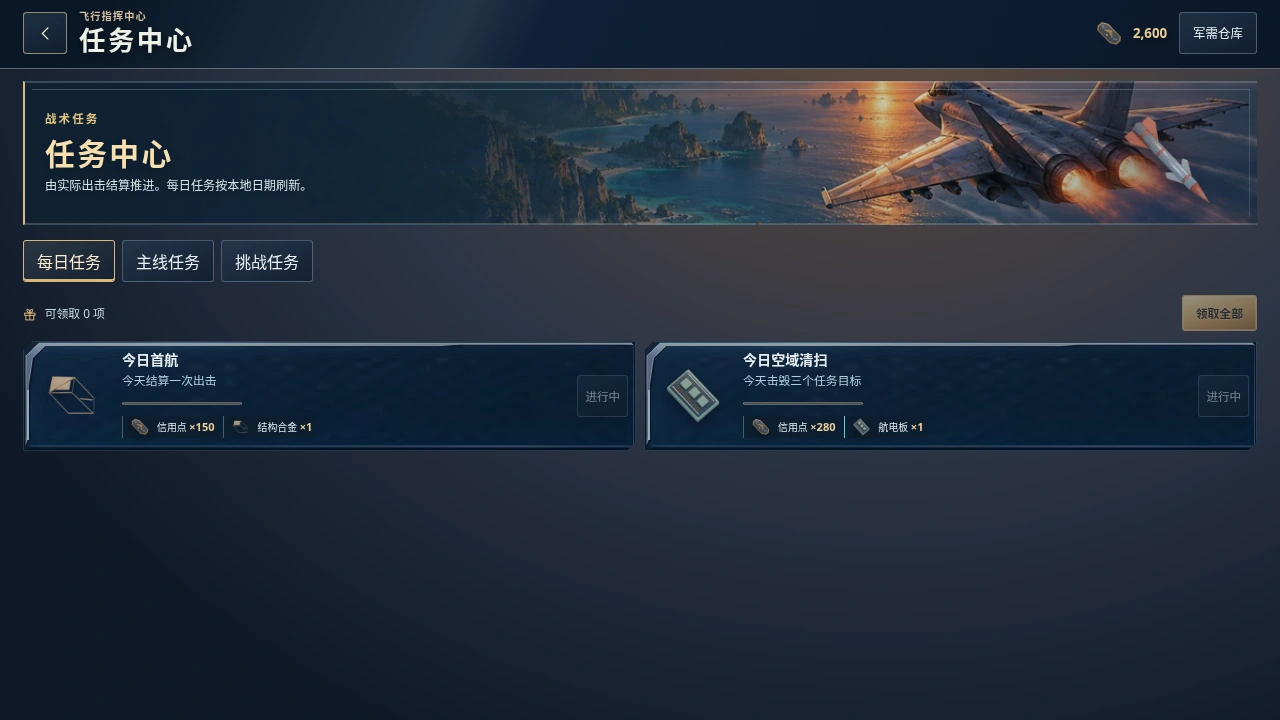 飞行指挥中心
任务中心
2,600
军需仓库
战术任务
任务中心
由实际出击结算推进。每日任务按本地日期刷新。
每日任务
主线任务
挑战任务
可领取 0 项
领取全部
今日首航
今天结算一次出击
进行中
信用点 ×150
结构合金 ×1
今日空域清扫
今天击毁三个任务目标
进行中
信用点 ×280
航电板 ×1